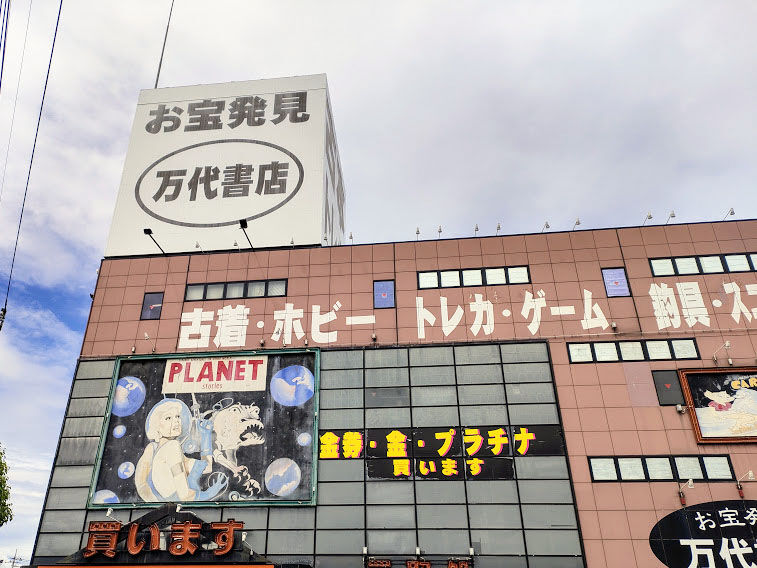 お宝発見
万代書店
古着・ホビー トレカ・ゲーム 釣具・ス
PLANET
stories
金券・金・プラチナ
買います
買います
お宝
万代